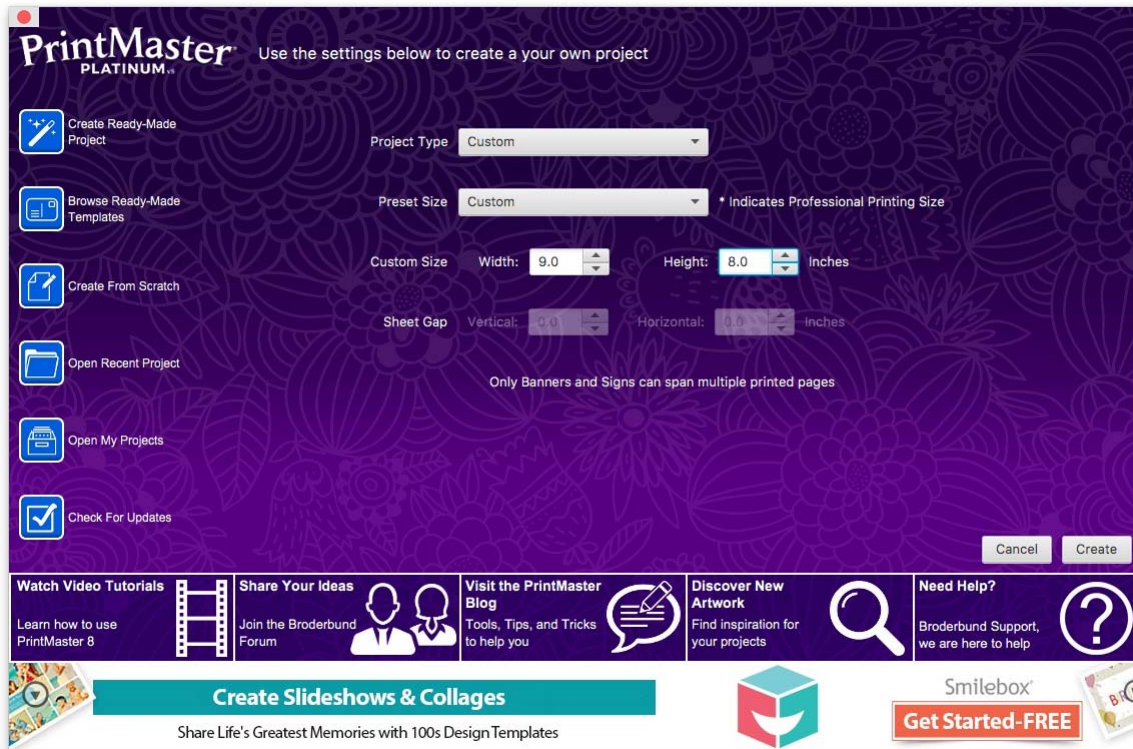 PrintMaster
PLATINUM v8
Use the settings below to create a your own project
Create Ready-Made
Project
Browse Ready-Made
Templates
Create From Scratch
Open Recent Project
Open My Projects
Check For Updates
Project Type Custom
Preset Size Custom * Indicates Professional Printing Size
Custom Size Width: 9.0 Height: 8.0 Inches
Sheet Gap Vertical: 0.0 Horizontal: 0.0 Inches
Only Banners and Signs can span multiple printed pages
Cancel Create
Watch Video Tutorials
Learn how to use
PrintMaster 8
Share Your Ideas
Join the Broderbund
Forum
Visit the PrintMaster
Blog
Tools, Tips, and Tricks
to help you
Discover New
Artwork
Find inspiration for
your projects
Need Help?
Broderbund Support,
we are here to help
Create Slideshows & Collages
Share Life's Greatest Memories with 100s Design Templates
Smilebox
Get Started-FREE